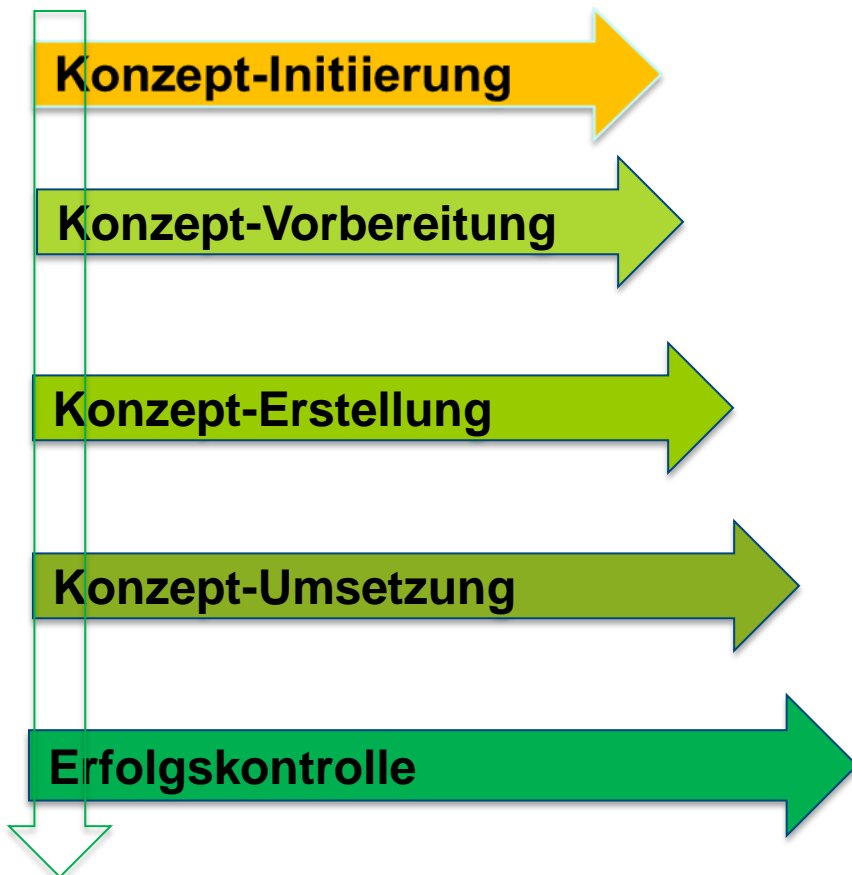 Konzept-Initiierung
Konzept-Vorbereitung
Konzept-Erstellung
Konzept-Umsetzung
Erfolgskontrolle